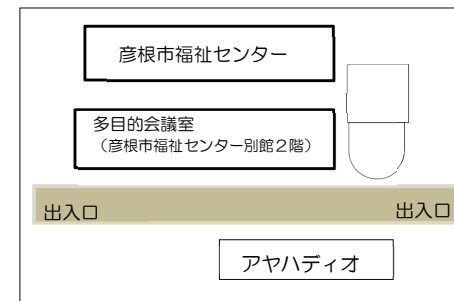 彦根市福祉センター
多目的会議室
（彦根市福祉センター別館２階）
出入口
出入口
アヤハディオ